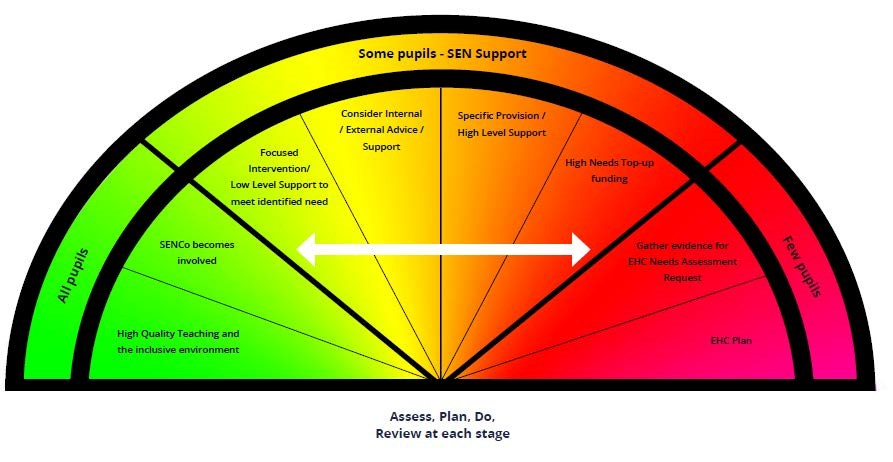 Some pupils - SEN Support
All pupils
Few pupils
High Quality Teaching and
the inclusive environment
SENCo becomes
involved
Focused
Intervention/
Low Level Support to
meet identified need
Consider Internal
/ External Advice /
Support
Specific Provision /
High Level Support
High Needs Top-up
funding
Gather evidence for
EHC Needs Assessment
Request
EHC Plan
Assess, Plan, Do,
Review at each stage